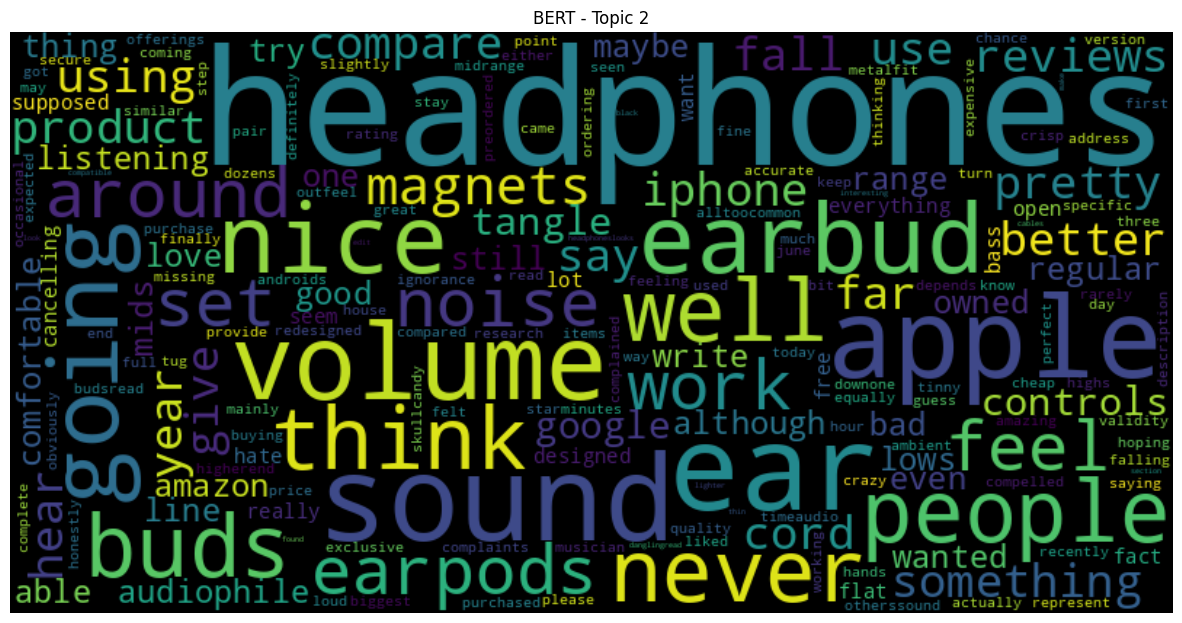 BERT - Topic 2
thing offerings coming try compare point either maybe fall use reviews chance version
secure got may using step slightly midrange seen want metalfit first
supposed similar headphones expensive thinking
product pair definitely rating stay preordered came black ordering fine crisp address
listening dozens one outfeel magnets iphone accurate keep range turn pretty
occasional expected compatible around great tangle alltoocommon everything interesting open specific three
going love purchase finally nice still say earbud much june bass better
cancelling missing androids edit ignorance read lot headphoneslooks cables regular
comfortable mids set good seem house noise feeling used bit well far depends know owned rarely day
look provide redesigned compared research items complained way today free perfect description
end full tug volume write apple
budsread year give skullcandy work downone equally tinny cheap highs controls
obviously mainly felt star minutes google although guess hour bad amazing validity
hear buying hate think designed ear ambient feel hoping
higherend lows even falling
amazon price sound crazy compelled saying section
complete honestly line really lighter thin people
buds found quality liked timeaudio cord
exclusive complaints musician danglingread working wanted recently fact
able audiophile earpods never hands flat something
loud biggest purchased please otherssound actually represent